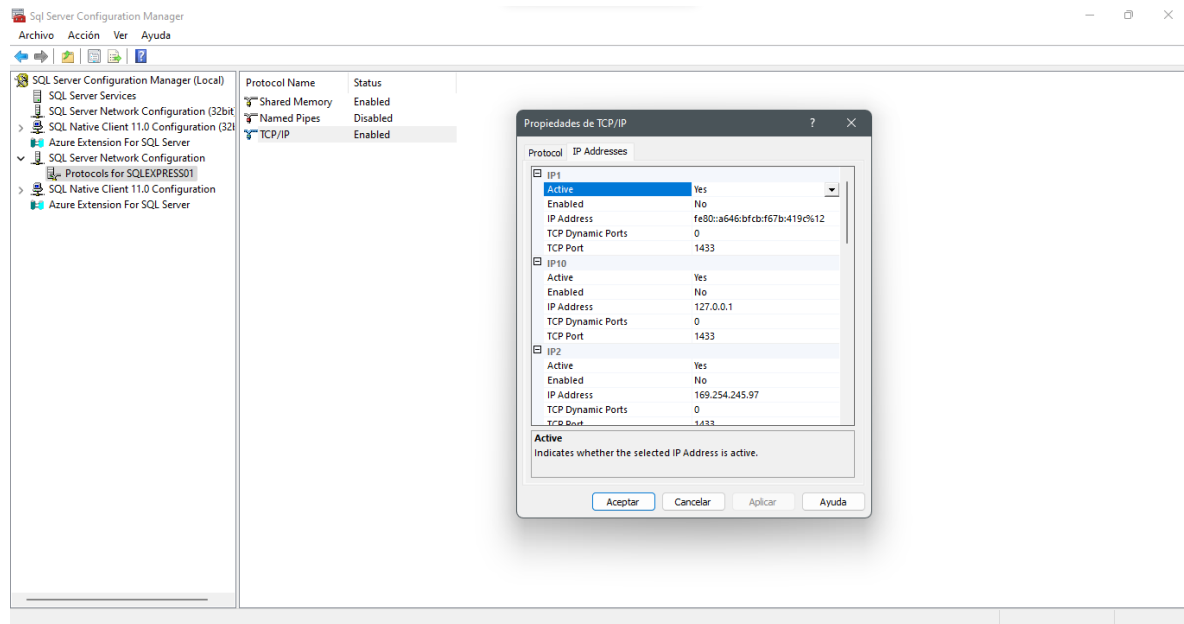 Sql Server Configuration Manager
Archivo Acción Ver Ayuda
SQL Server Configuration Manager (Local)
SQL Server Services
SQL Server Network Configuration (32bit
SQL Native Client 11.0 Configuration (32b
Azure Extension For SQL Server
SQL Server Network Configuration
Protocols for SQLEXPRESS01
SQL Native Client 11.0 Configuration
Azure Extension For SQL Server
Protocol Name Status
Shared Memory Enabled
Named Pipes Disabled
TCP/IP Enabled
Propiedades de TCP/IP ? 
Protocol IP Addresses
IP1
Active Yes
Enabled No
IP Address fe80::a646:bfcb:f67b:419c%12
TCP Dynamic Ports 0
TCP Port 1433
IP10
Active Yes
Enabled No
IP Address 127.0.0.1
TCP Dynamic Ports 0
TCP Port 1433
IP2
Active Yes
Enabled No
IP Address 169.254.245.97
TCP Dynamic Ports 0
TCP Port 1433
Active
Indicates whether the selected IP Address is active.
Aceptar Cancelar Aplicar Ayuda